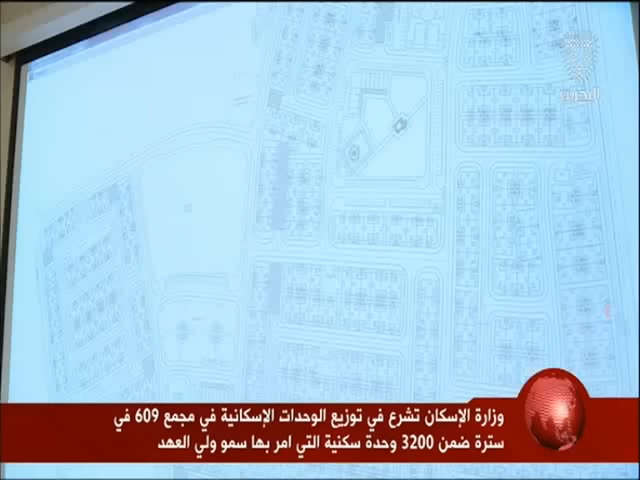 البحرين
وزارة الإسكان تشرع في توزيع الوحدات الإسكانية في مجمع 609 في
سترة ضمن 3200 وحدة سكنية التي امر بها سمو ولي العهد